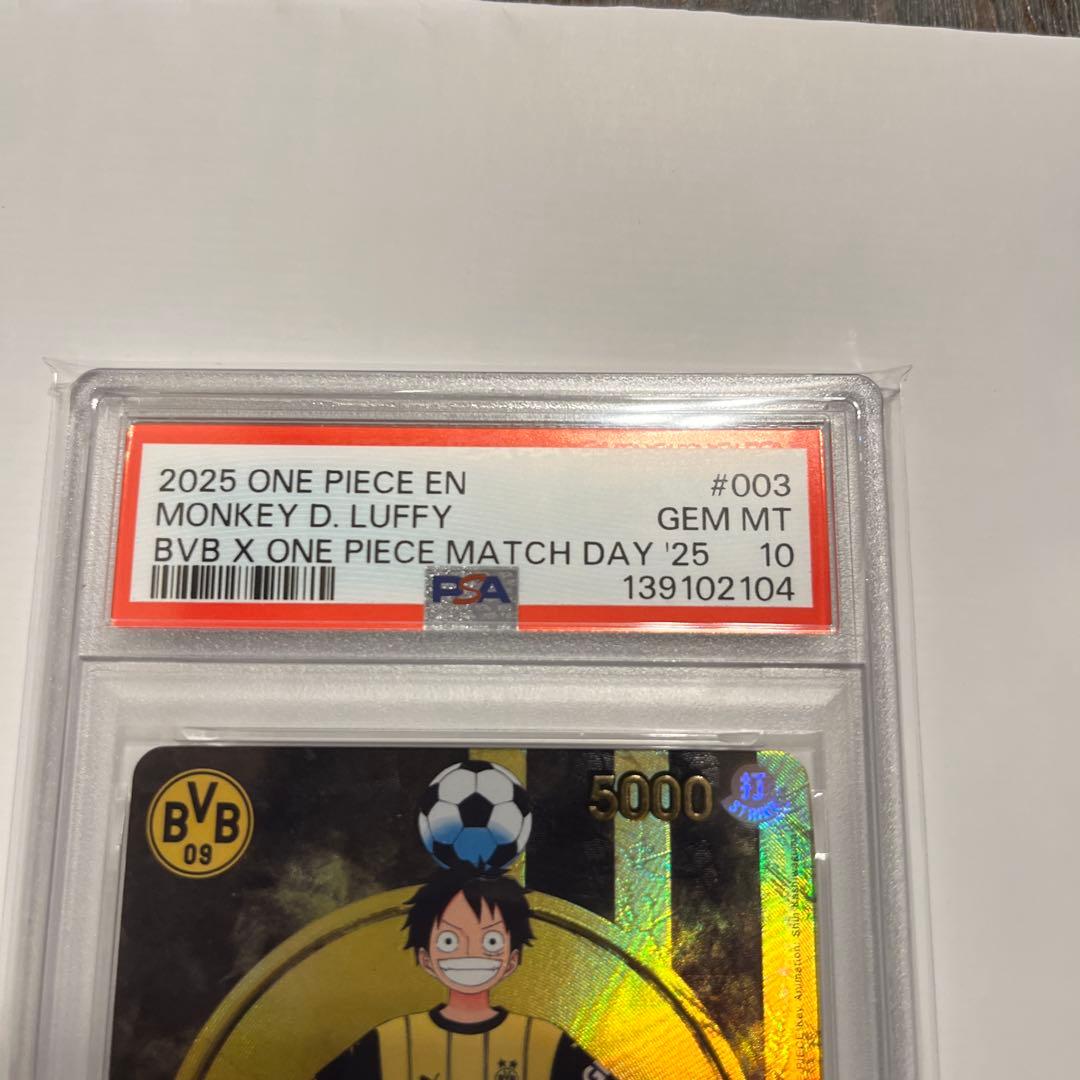 2025 ONE PIECE EN #003
MONKEY D. LUFFY GEM MT
BVB X ONE PIECE MATCH DAY '25 10
PSA 139102104
BVB
09
5000
打
STRIKE